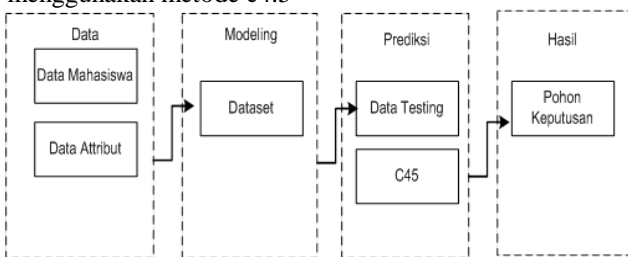 menggunakan metode c4.5
Data
Data Mahasiswa
Data Attribut
Modeling
Dataset
Prediksi
Data Testing
C45
Hasil
Pohon
Keputusan